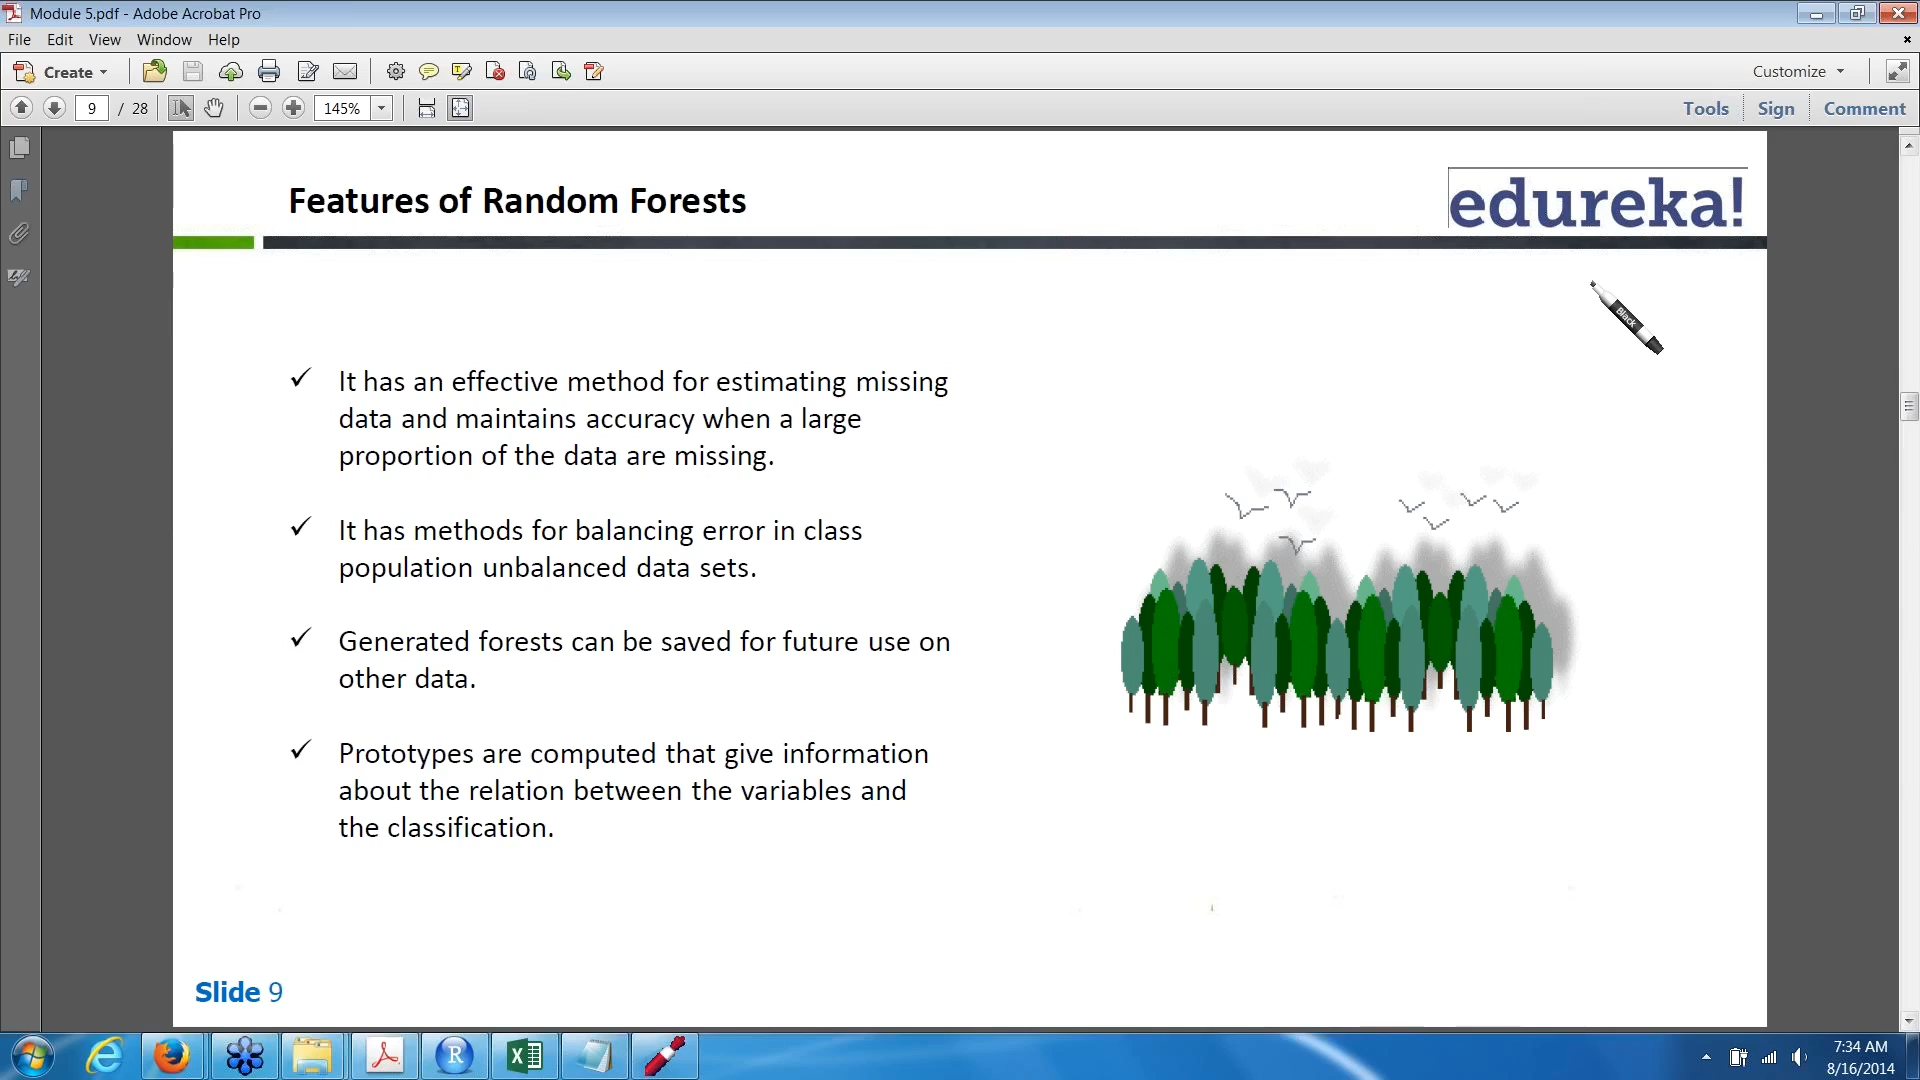 Module 5.pdf - Adobe Acrobat Pro
File Edit View Window Help
Create Customize
9 / 28 145% Tools Sign Comment
Features of Random Forests
edureka!
Black
✓ It has an effective method for estimating missing
data and maintains accuracy when a large
proportion of the data are missing.
✓ It has methods for balancing error in class
population unbalanced data sets.
✓ Generated forests can be saved for future use on
other data.
✓ Prototypes are computed that give information
about the relation between the variables and
the classification.
Slide 9
7:34 AM
8/16/2014